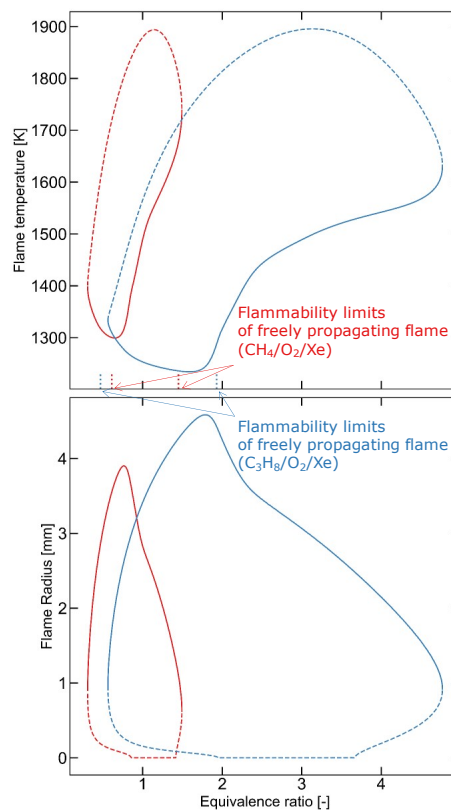 1900
1800
1700
1600
1500
1400
1300
Flame temperature [K]
Flammability limits
of freely propagating flame
(CH₄/O₂/Xe)
Flammability limits
of freely propagating flame
(C₃H₈/O₂/Xe)
4
3
2
1
0
Flame Radius [mm]
1 2 3 4
Equivalence ratio [-]